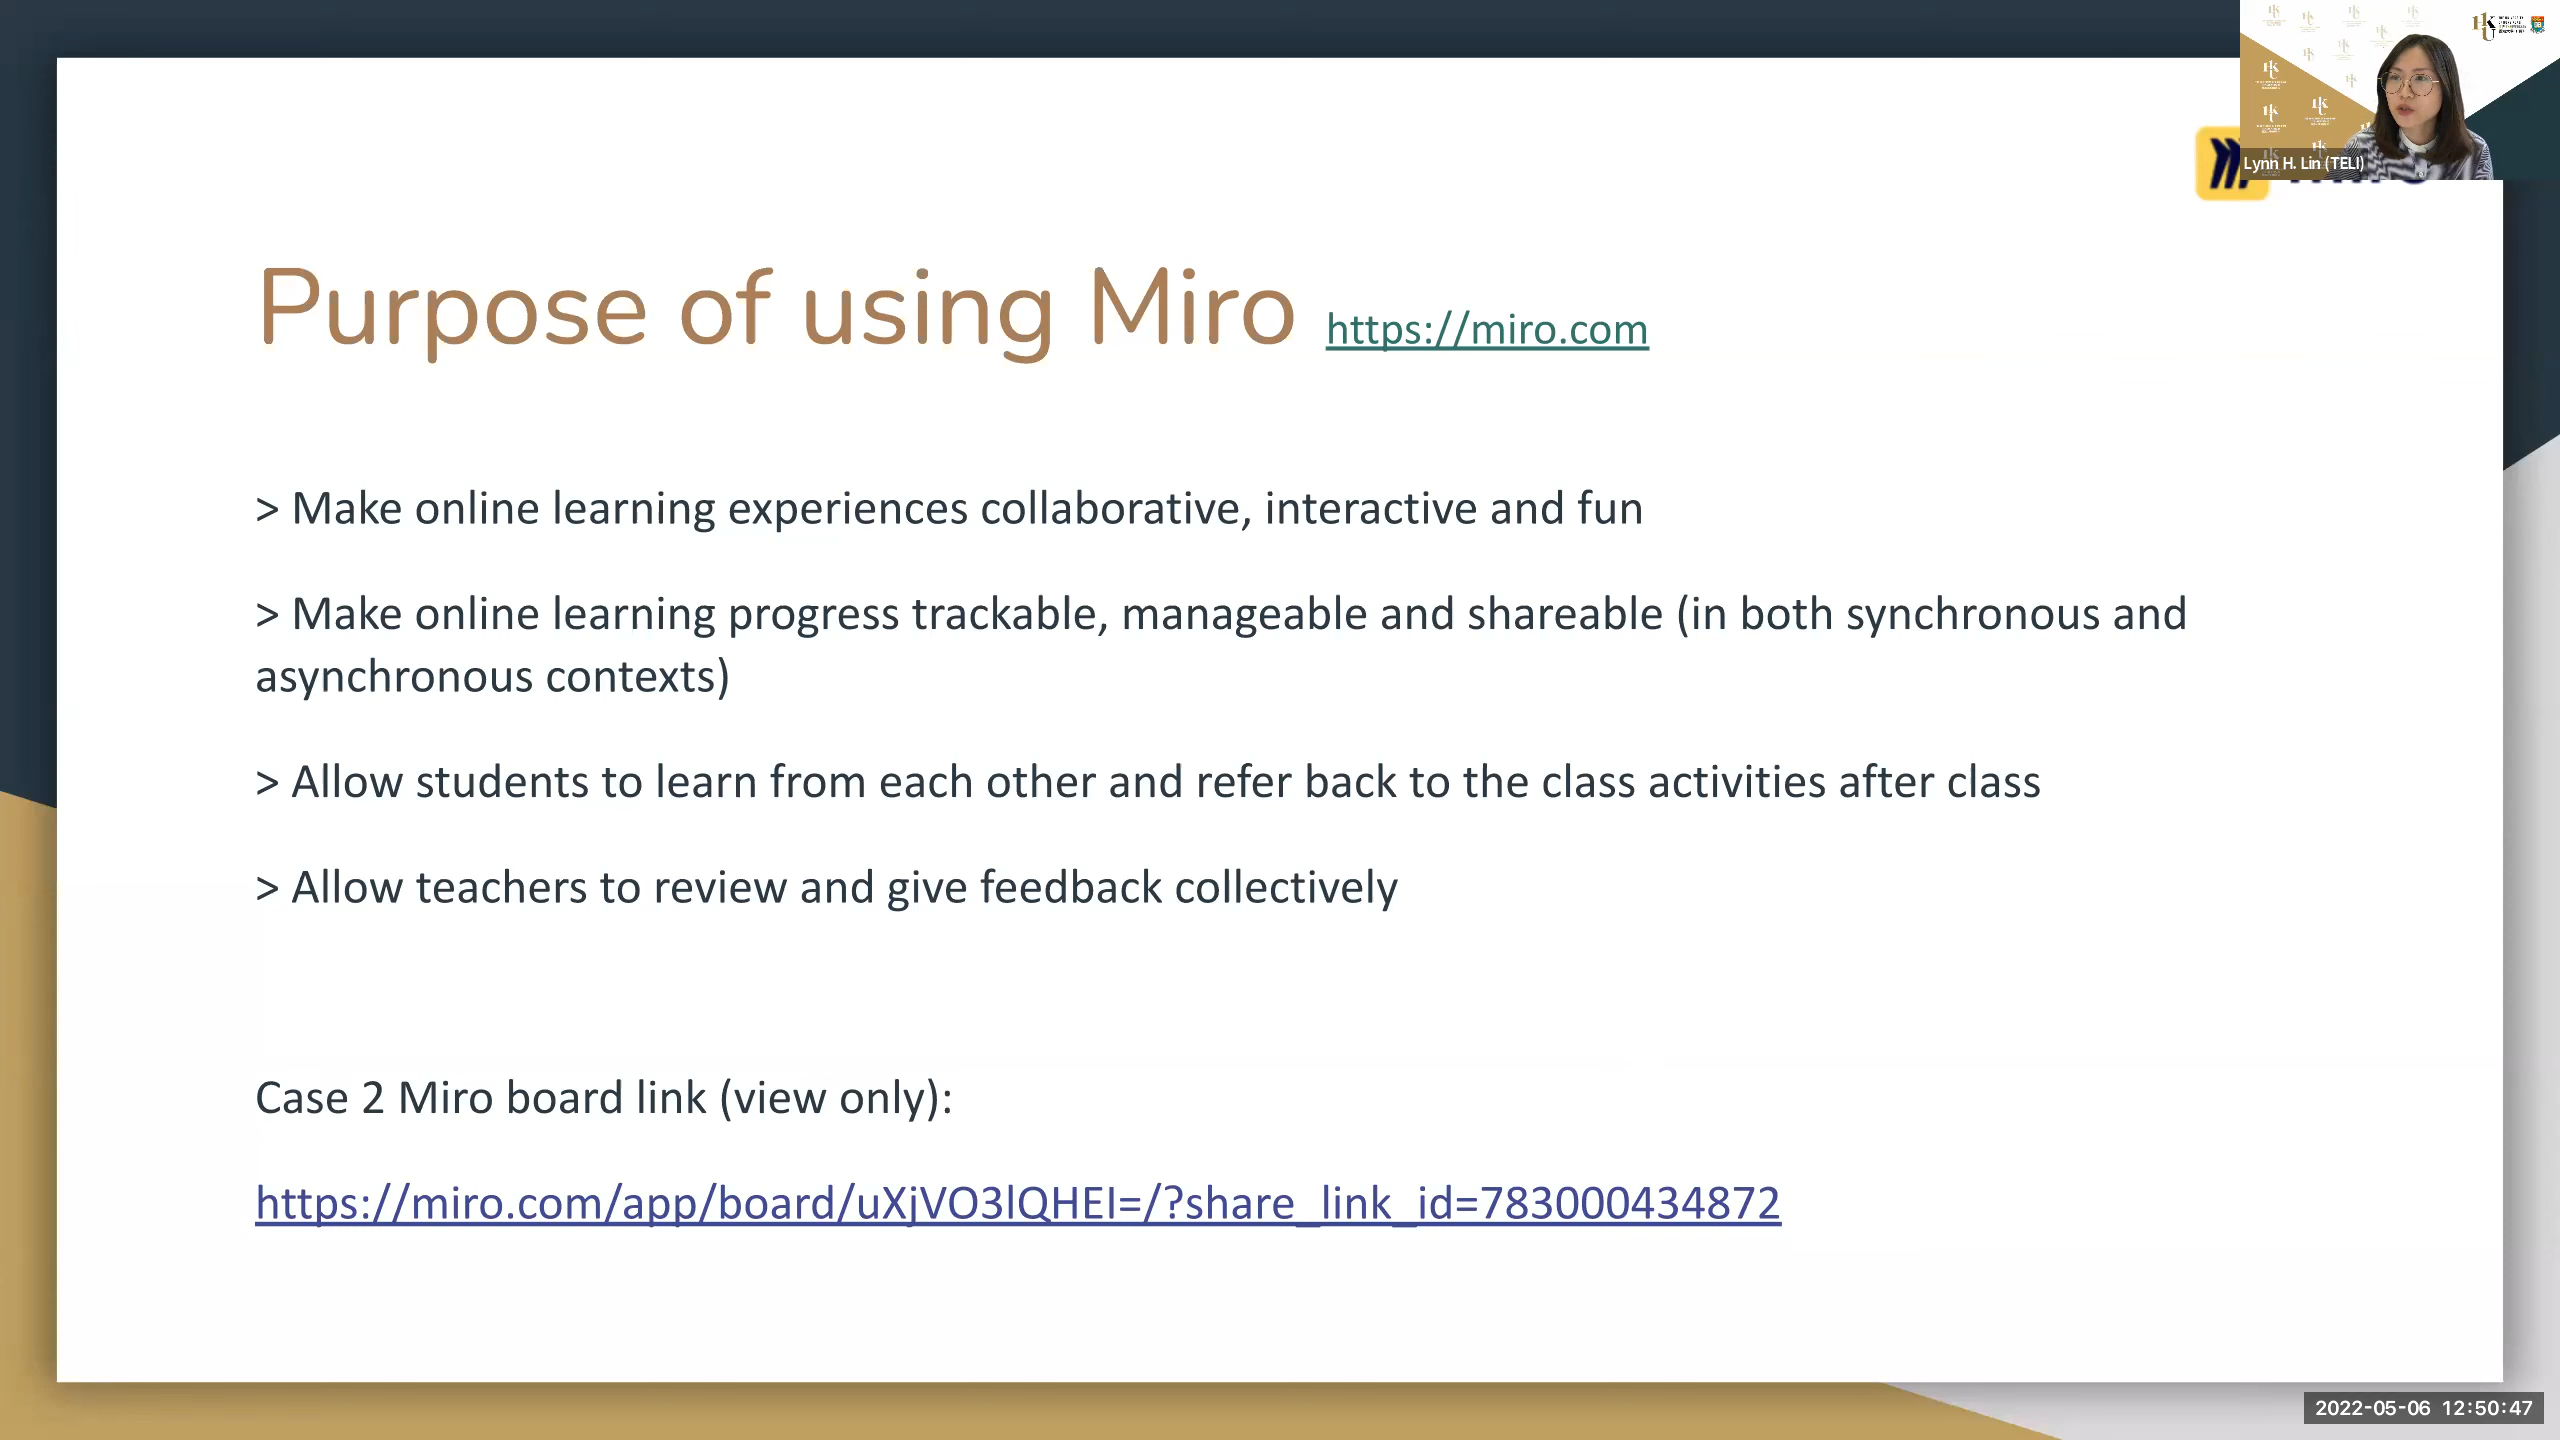 Lynn H. Lin (TELI)
Purpose of using Miro https://miro.com
> Make online learning experiences collaborative, interactive and fun
> Make online learning progress trackable, manageable and shareable (in both synchronous and
asynchronous contexts)
> Allow students to learn from each other and refer back to the class activities after class
> Allow teachers to review and give feedback collectively
Case 2 Miro board link (view only):
https://miro.com/app/board/uXjVO3lQHEI=/?share_link_id=783000434872
2022-05-06 12:50:47